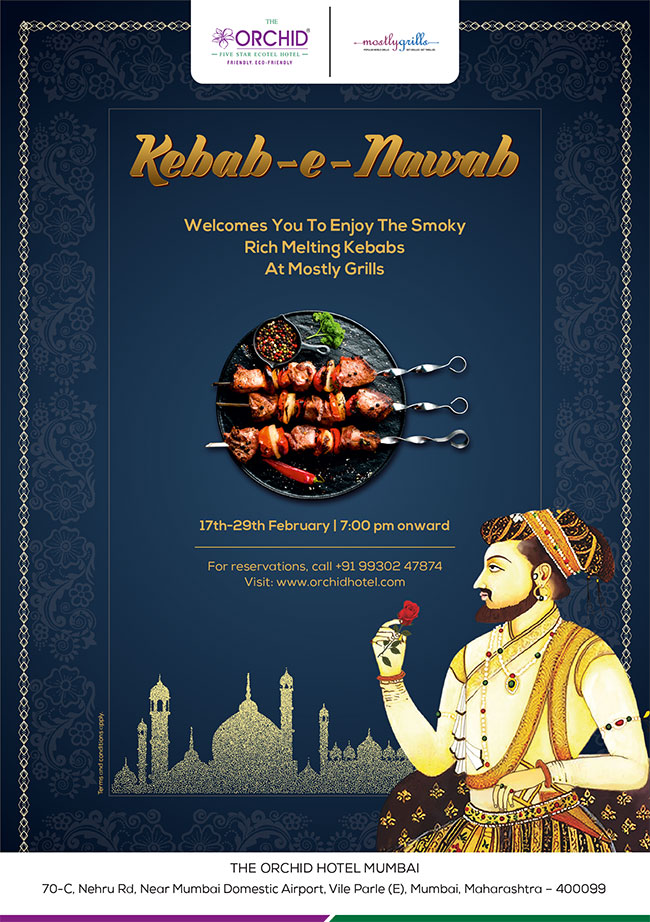 THE
ORCHID®
FIVE STAR ECOTEL HOTEL
FRIENDLY. ECO-FRIENDLY
mostlygrills
Kebab-e-Nawab
Welcomes You To Enjoy The Smoky
Rich Melting Kebabs
At Mostly Grills
17th-29th February | 7:00 pm onward
For reservations, call +91 99302 47874
Visit: www.orchidhotel.com
Terms and conditions apply.
THE ORCHID HOTEL MUMBAI
70-C, Nehru Rd, Near Mumbai Domestic Airport, Vile Parle (E), Mumbai, Maharashtra – 400099